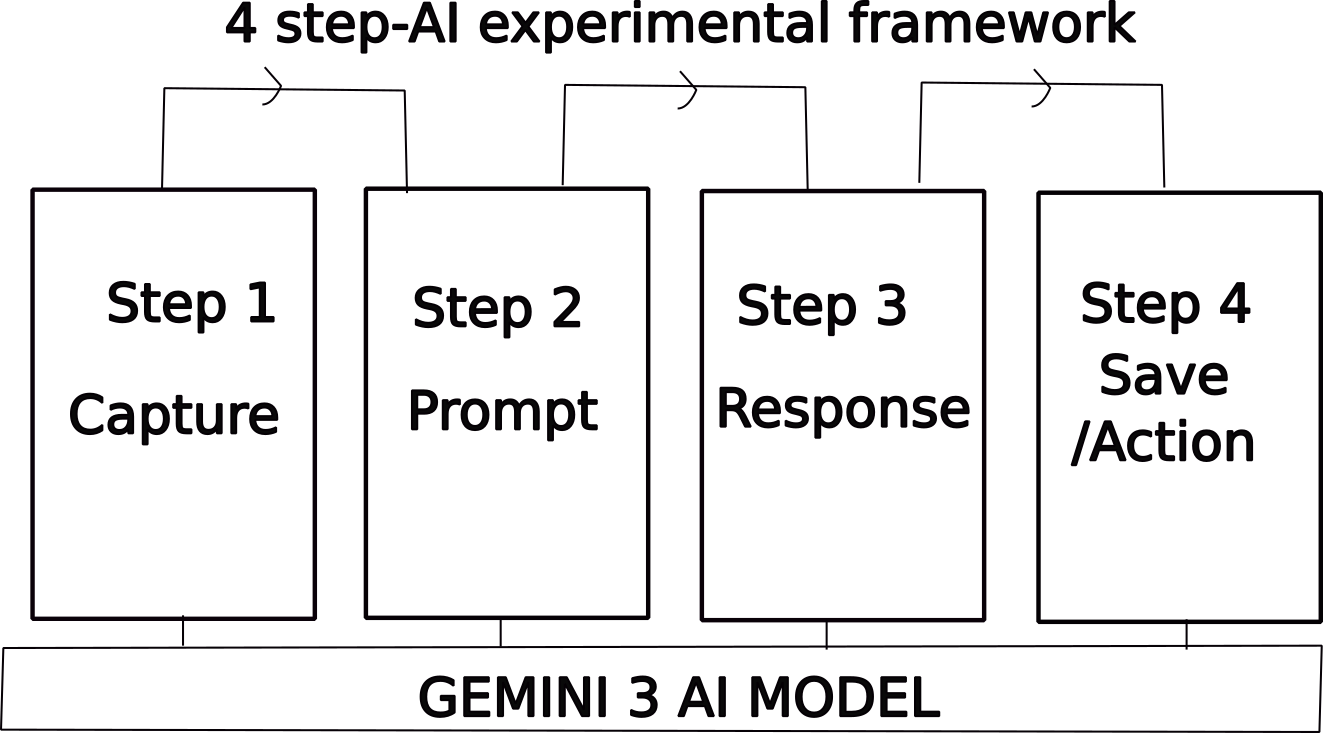 4 step-AI experimental framework
Step 1
Capture
Step 2
Prompt
Step 3
Response
Step 4
Save
/Action
GEMINI 3 AI MODEL